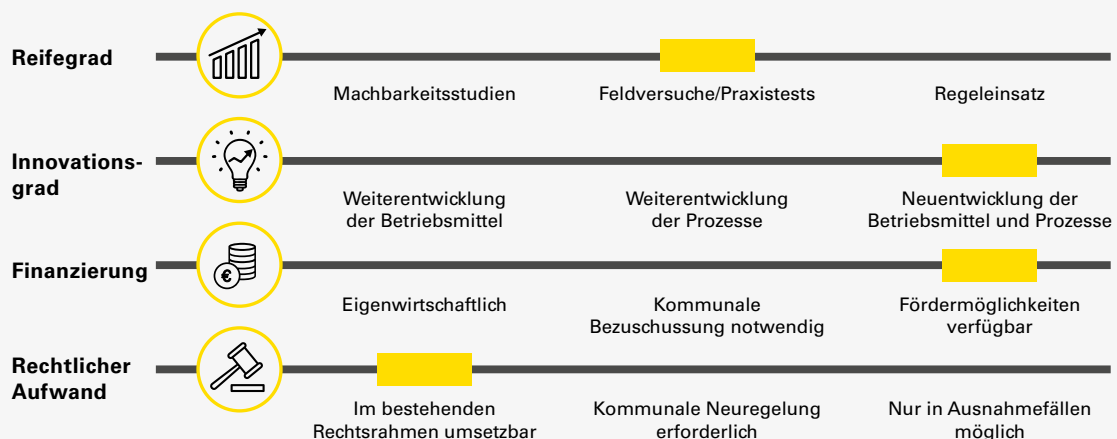 Reifegrad
Machbarkeitsstudien
Feldversuche/Praxistests
Regeleinsatz
Innovations-
grad
Weiterentwicklung
der Betriebsmittel
Weiterentwicklung
der Prozesse
Neuentwicklung der
Betriebsmittel und Prozesse
Finanzierung
€
Eigenwirtschaftlich
Kommunale
Bezuschussung notwendig
Fördermöglichkeiten
verfügbar
Rechtlicher
Aufwand
Im bestehenden
Rechtsrahmen umsetzbar
Kommunale Neuregelung
erforderlich
Nur in Ausnahmefällen
möglich